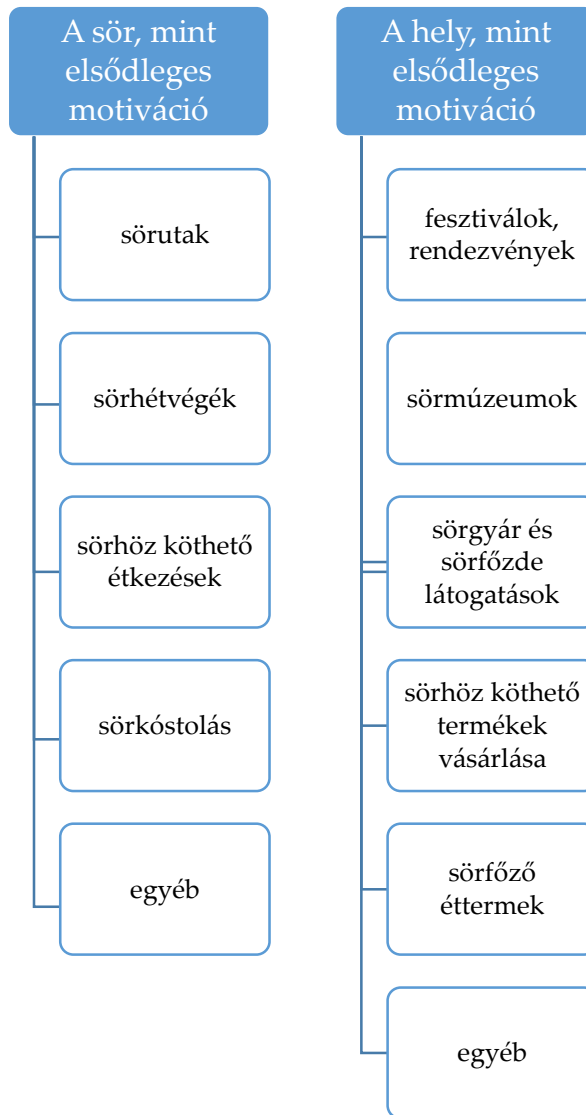 A sör, mint
elsődleges
motiváció
sörutak
sörhétvégék
sörhöz köthető
étkezések
sörkóstolás
egyéb
A hely, mint
elsődleges
motiváció
fesztiválok,
rendezvények
sörmúzeumok
sörgyár és
sörfőzde
látogatások
sörhöz köthető
termékek
vásárlása
sörfőző
éttermek
egyéb